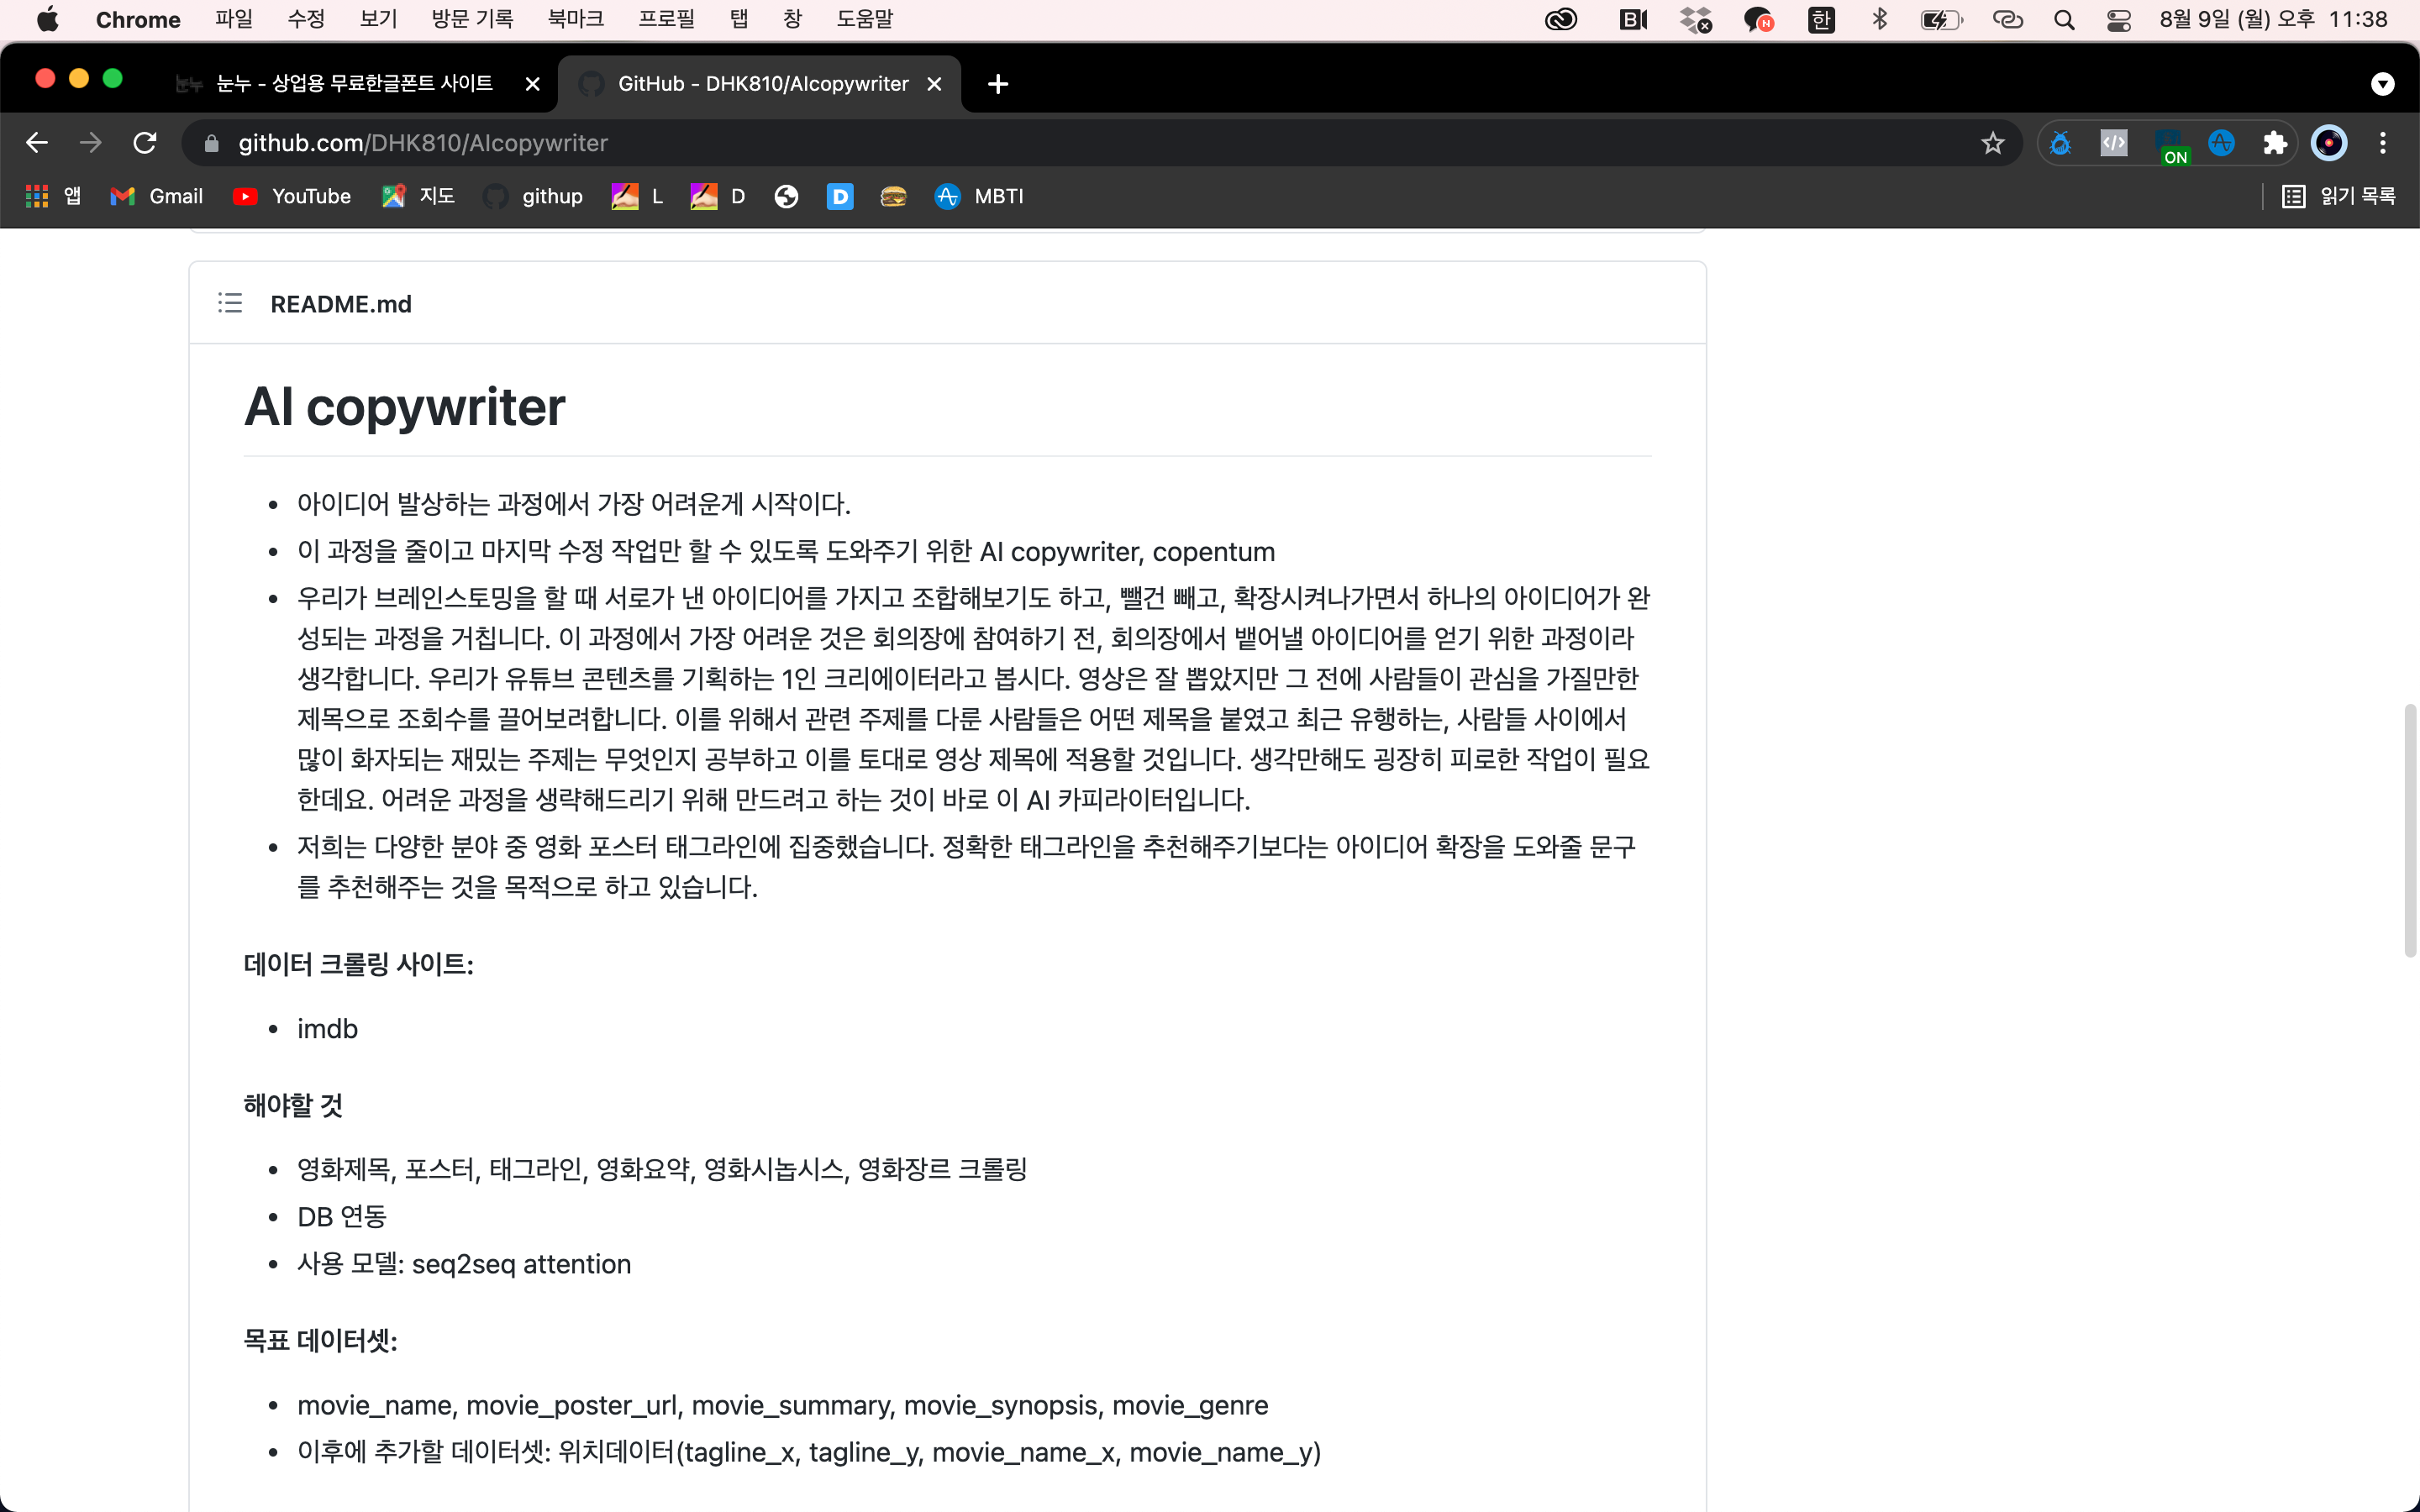 Chrome 파일 수정 보기 방문 기록 북마크 프로필 탭 창 도움말 한 8월 9일 (월) 오후 11:38
눈누 - 상업용 무료한글폰트 사이트 GitHub - DHK810/AIcopywriter
github.com/DHK810/AIcopywriter ON
앱 Gmail YouTube 지도 githup L D D MBTI 읽기 목록
README.md
AI copywriter
• 아이디어 발상하는 과정에서 가장 어려운게 시작이다.
• 이 과정을 줄이고 마지막 수정 작업만 할 수 있도록 도와주기 위한 AI copywriter, copentum
• 우리가 브레인스토밍을 할 때 서로가 낸 아이디어를 가지고 조합해보기도 하고, 뺄건 빼고, 확장시켜나가면서 하나의 아이디어가 완
성되는 과정을 거칩니다. 이 과정에서 가장 어려운 것은 회의장에 참여하기 전, 회의장에서 뱉어낼 아이디어를 얻기 위한 과정이라
생각합니다. 우리가 유튜브 콘텐츠를 기획하는 1인 크리에이터라고 봅시다. 영상은 잘 뽑았지만 그 전에 사람들이 관심을 가질만한
제목으로 조회수를 끌어보려합니다. 이를 위해서 관련 주제를 다룬 사람들은 어떤 제목을 붙였고 최근 유행하는, 사람들 사이에서
많이 화자되는 재밌는 주제는 무엇인지 공부하고 이를 토대로 영상 제목에 적용할 것입니다. 생각만해도 굉장히 피로한 작업이 필요
한데요. 어려운 과정을 생략해드리기 위해 만드려고 하는 것이 바로 이 AI 카피라이터입니다.
• 저희는 다양한 분야 중 영화 포스터 태그라인에 집중했습니다. 정확한 태그라인을 추천해주기보다는 아이디어 확장을 도와줄 문구
를 추천해주는 것을 목적으로 하고 있습니다.
데이터 크롤링 사이트:
• imdb
해야할 것
• 영화제목, 포스터, 태그라인, 영화요약, 영화시놉시스, 영화장르 크롤링
• DB 연동
• 사용 모델: seq2seq attention
목표 데이터셋:
• movie_name, movie_poster_url, movie_summary, movie_synopsis, movie_genre
• 이후에 추가할 데이터셋: 위치데이터(tagline_x, tagline_y, movie_name_x, movie_name_y)